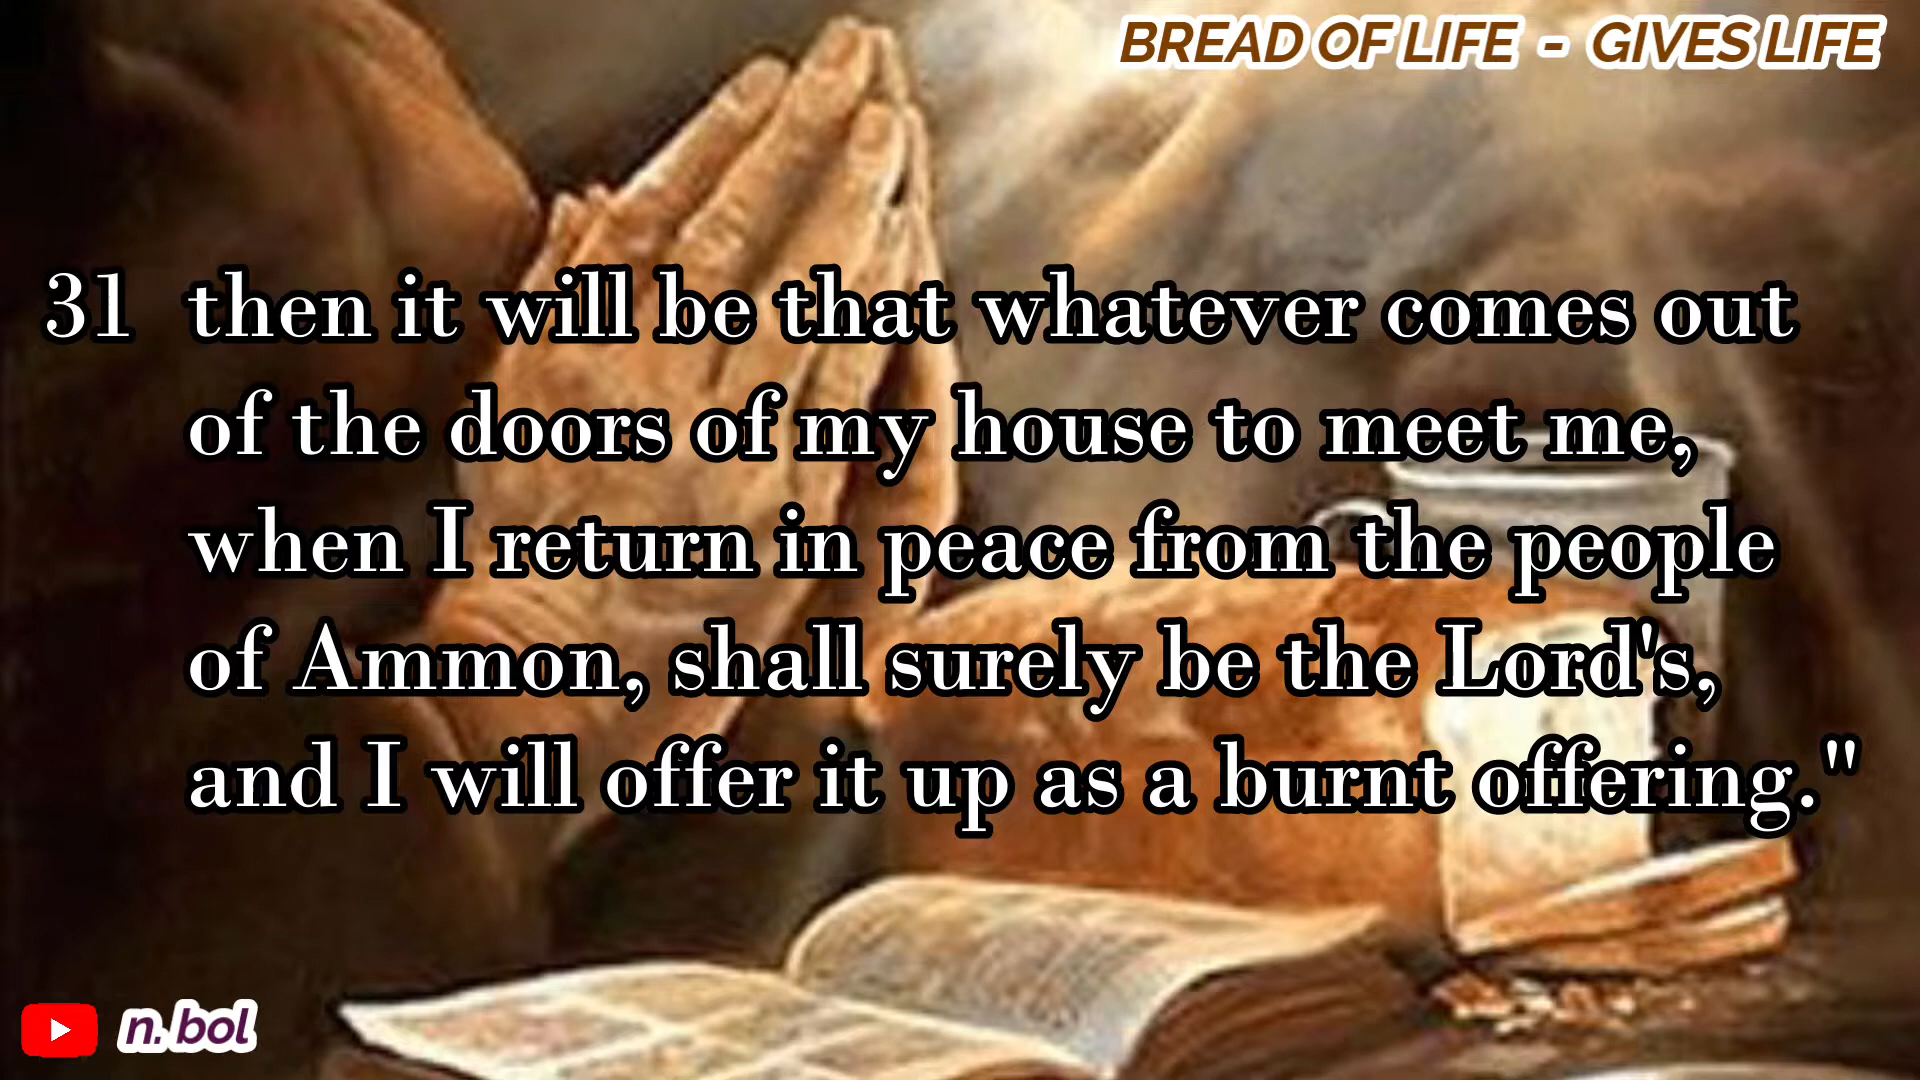 BREAD OF LIFE - GIVES LIFE
31 then it will be that whatever comes out
of the doors of my house to meet me,
when I return in peace from the people
of Ammon, shall surely be the Lord's,
and I will offer it up as a burnt offering."
n. bol